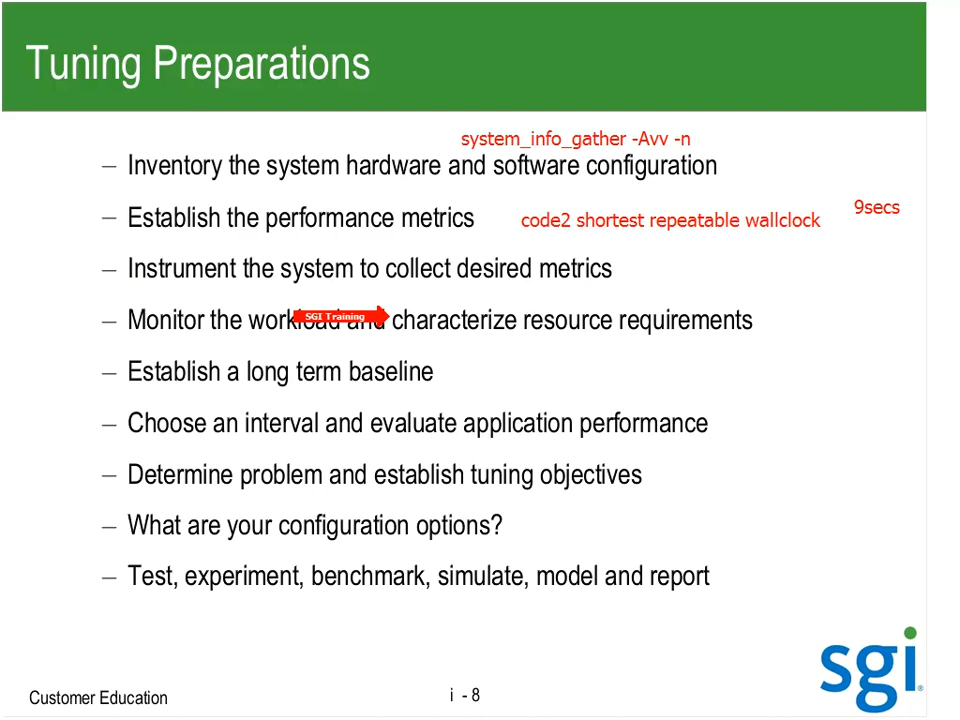 Tuning Preparations
system_info_gather -Avv -n
– Inventory the system hardware and software configuration
9secs
– Establish the performance metrics code2 shortest repeatable wallclock
– Instrument the system to collect desired metrics
– Monitor the workload and characterize resource requirements
SGI Training
– Establish a long term baseline
– Choose an interval and evaluate application performance
– Determine problem and establish tuning objectives
– What are your configuration options?
– Test, experiment, benchmark, simulate, model and report
sgi®
Customer Education
i - 8